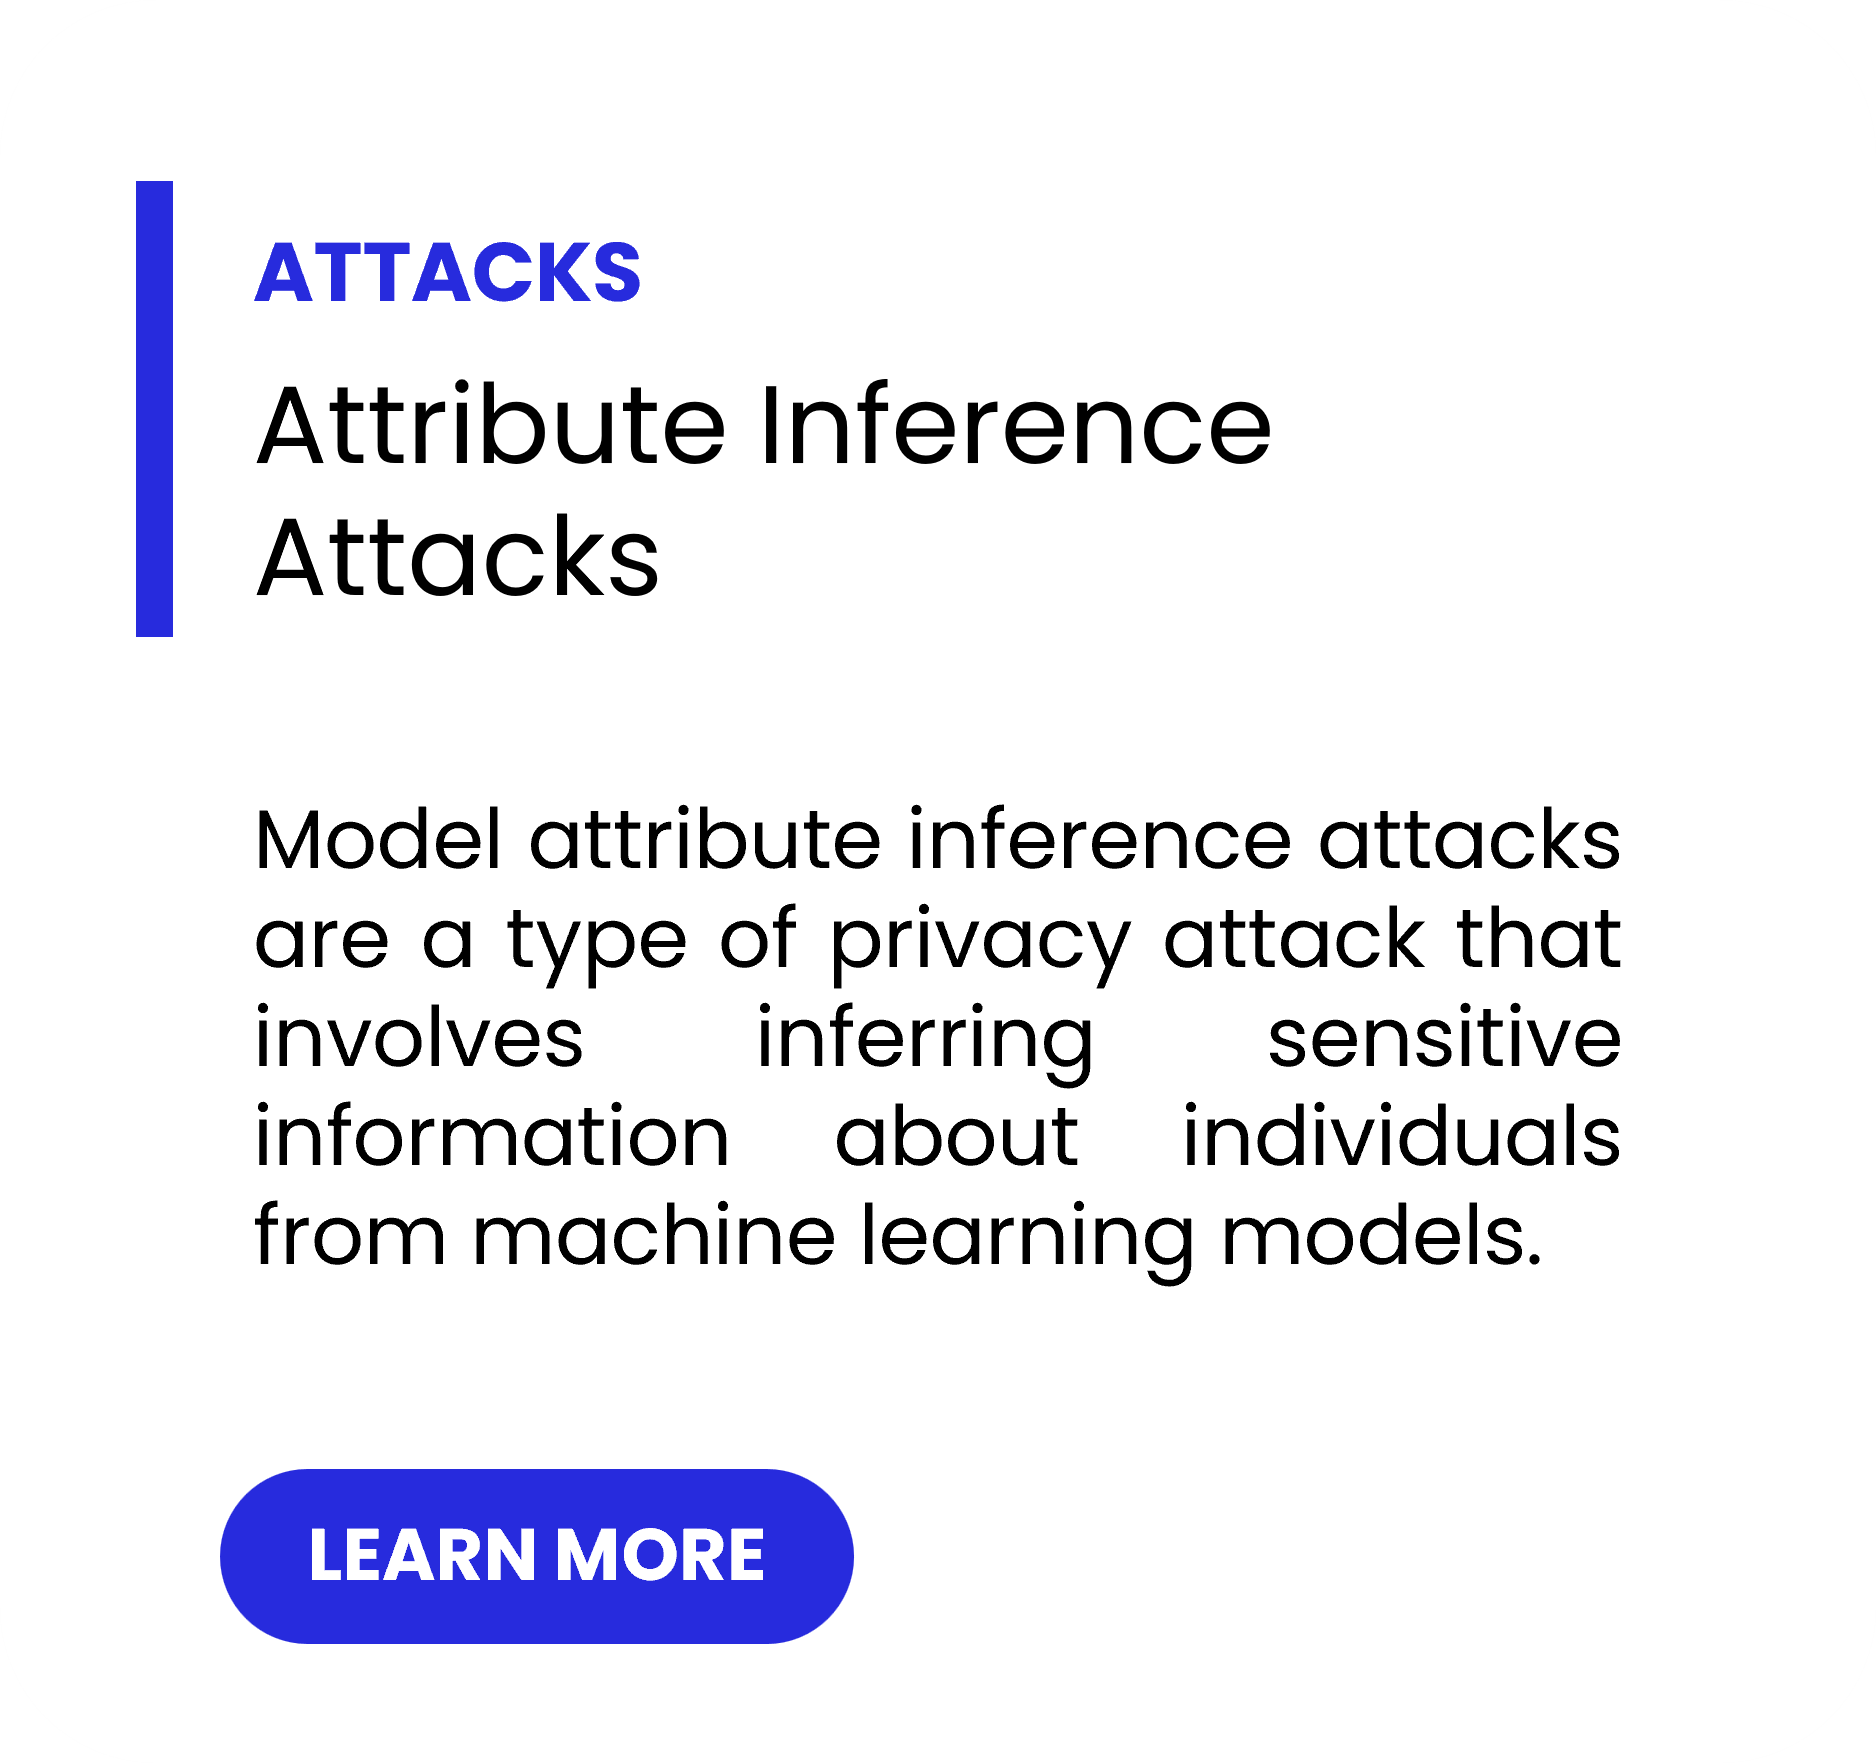 ATTACKS
Attribute Inference
Attacks
Model attribute inference attacks
are a type of privacy attack that
involves inferring sensitive
information about individuals
from machine learning models.
LEARN MORE